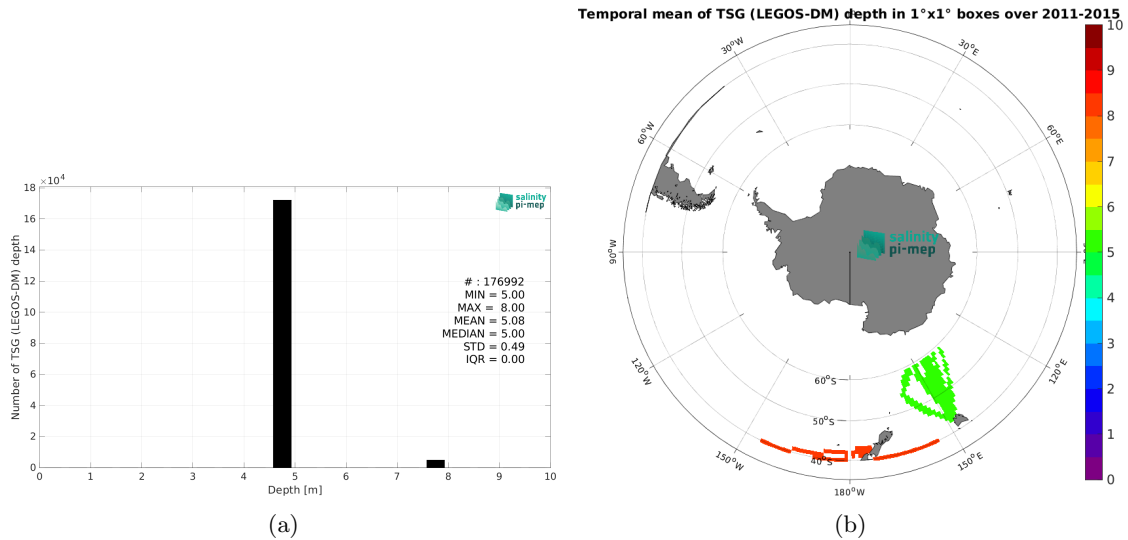 Temporal mean of TSG (LEGOS-DM) depth in 1°x1° boxes over 2011-2015
×10⁴
18
16
14
12
10
8
6
4
2
0
Number of TSG (LEGOS-DM) depth
salinity
pi-mep
# : 176992
MIN = 5.00
MAX = 8.00
MEAN = 5.08
MEDIAN = 5.00
STD = 0.49
IQR = 0.00
0 1 2 3 4 5 6 7 8 9 10
Depth [m]
(a)
30°W
30°E
60°W
60°E
90°W
salinity
pi-mep
120°W
120°E
60°S
50°S
40°S
150°W
150°E
180°W
10
9
8
7
6
5
4
3
2
1
0
(b)